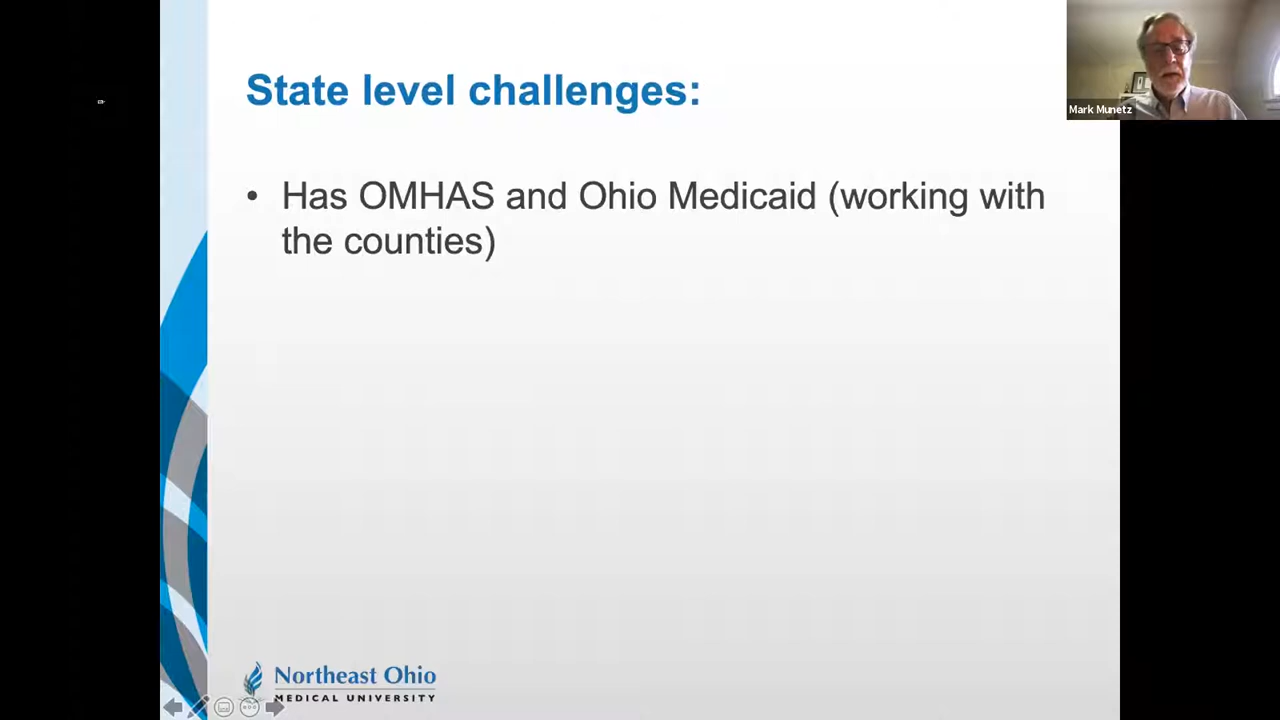 State level challenges:
Mark Munetz
• Has OMHAS and Ohio Medicaid (working with
the counties)
Northeast Ohio
MEDICAL UNIVERSITY